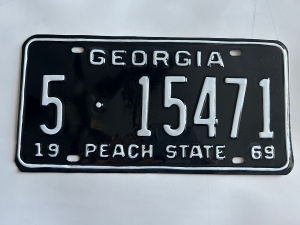 GEORGIA
5 · 15471
19 PEACH STATE 69